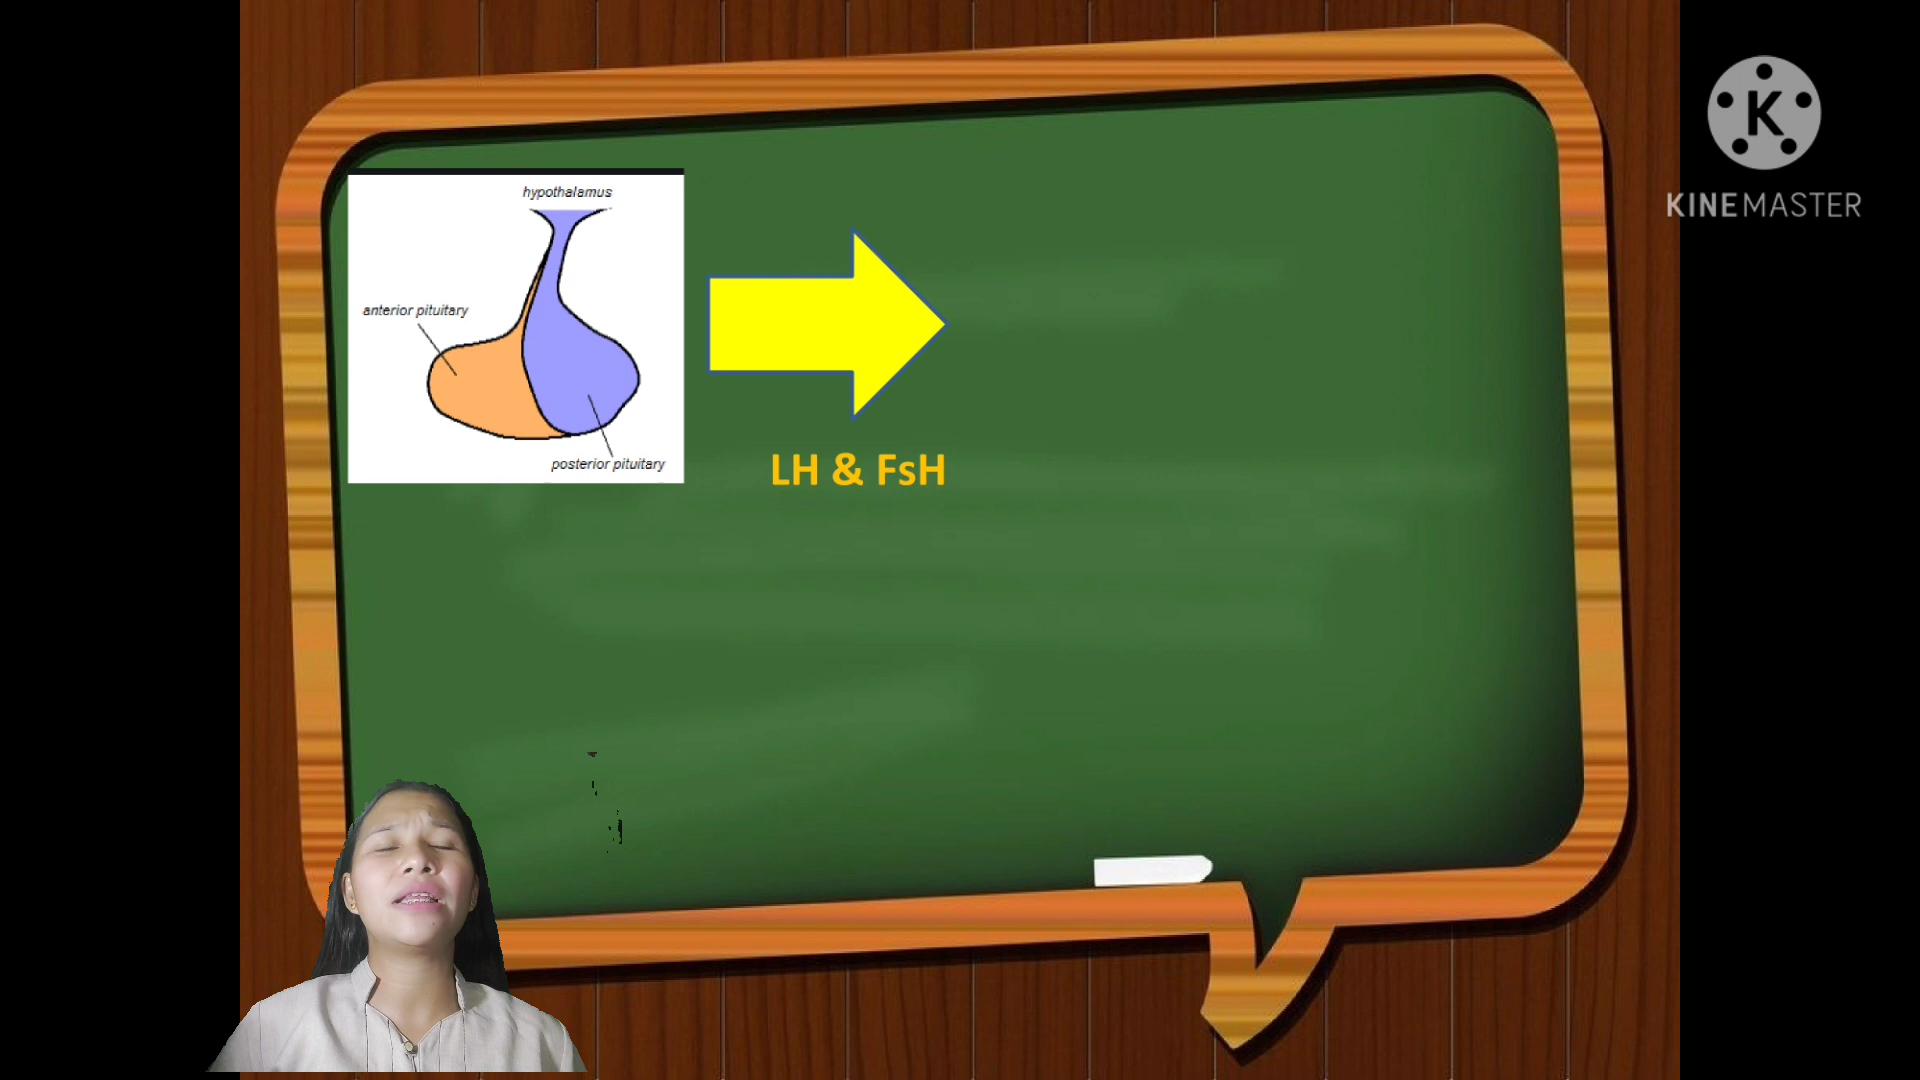 hypothalamus
anterior pituitary
posterior pituitary
LH & FsH
K
KINEMASTER